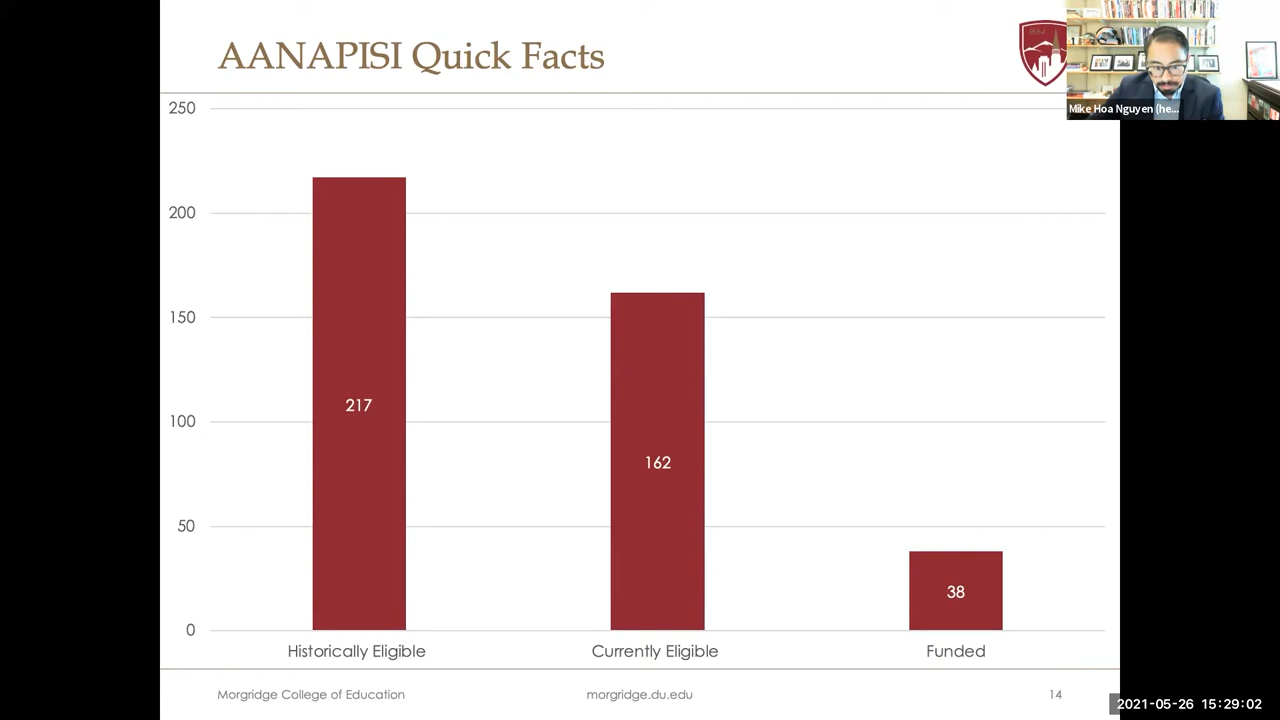 AANAPISI Quick Facts
1864
Mike Hoa Nguyen (he...
250
200
150
100
50
0
217
162
38
Historically Eligible
Currently Eligible
Funded
Morgridge College of Education
morgridge.du.edu
14
2021-05-26 15:29:02